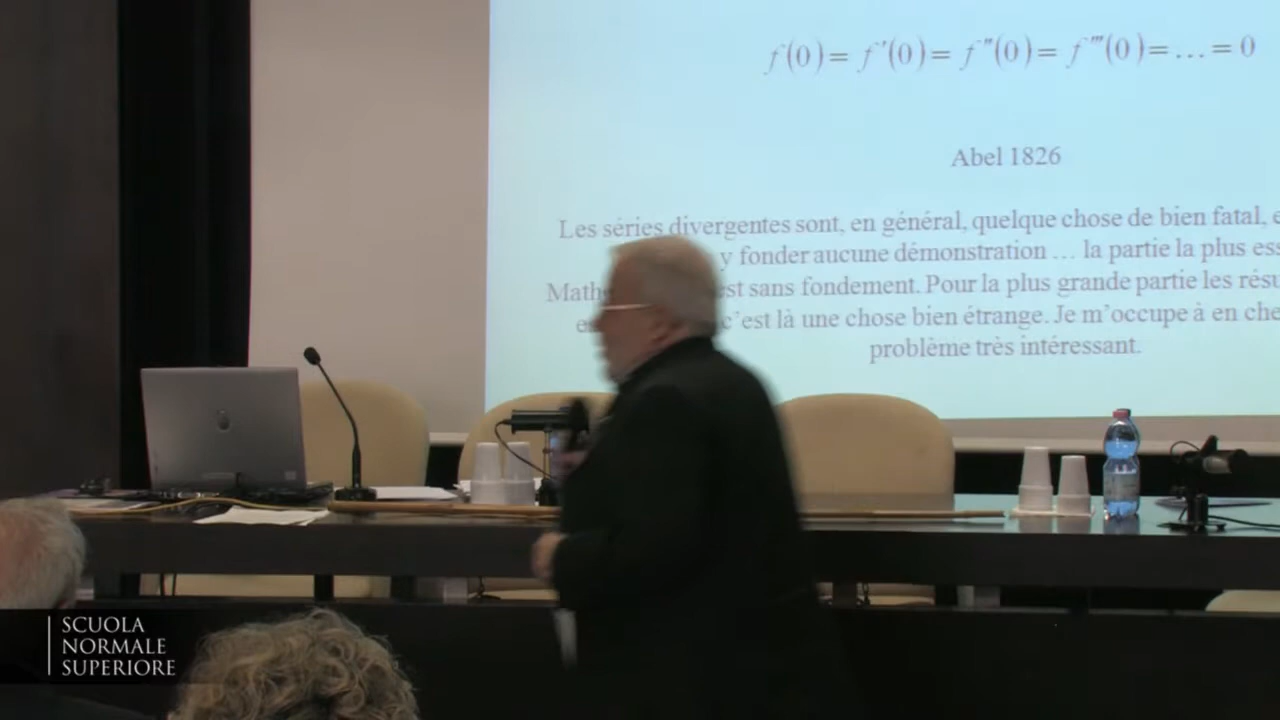 f(0)= f'(0)= f"(0)= f'''(0)=…=0
Abel 1826
Les séries divergentes sont, en général, quelque chose de bien fatal,
y fonder aucune démonstration … la partie la plus
sans fondement. Pour la plus grande partie les
c'est là une chose bien étrange. Je m'occupe à en
problème très intéressant.
SCUOLA
NORMALE
SUPERIORE